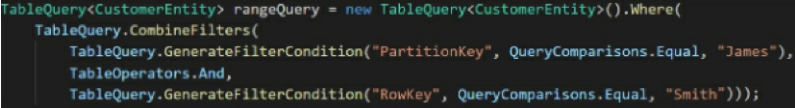 TableQuery<CustomerEntity> rangeQuery = new TableQuery<CustomerEntity>().Where(
TableQuery.CombineFilters(
TableQuery.GenerateFilterCondition("PartitionKey", QueryComparisons.Equal, "James"),
TableOperators.And,
TableQuery.GenerateFilterCondition("RowKey", QueryComparisons.Equal, "Smith")));